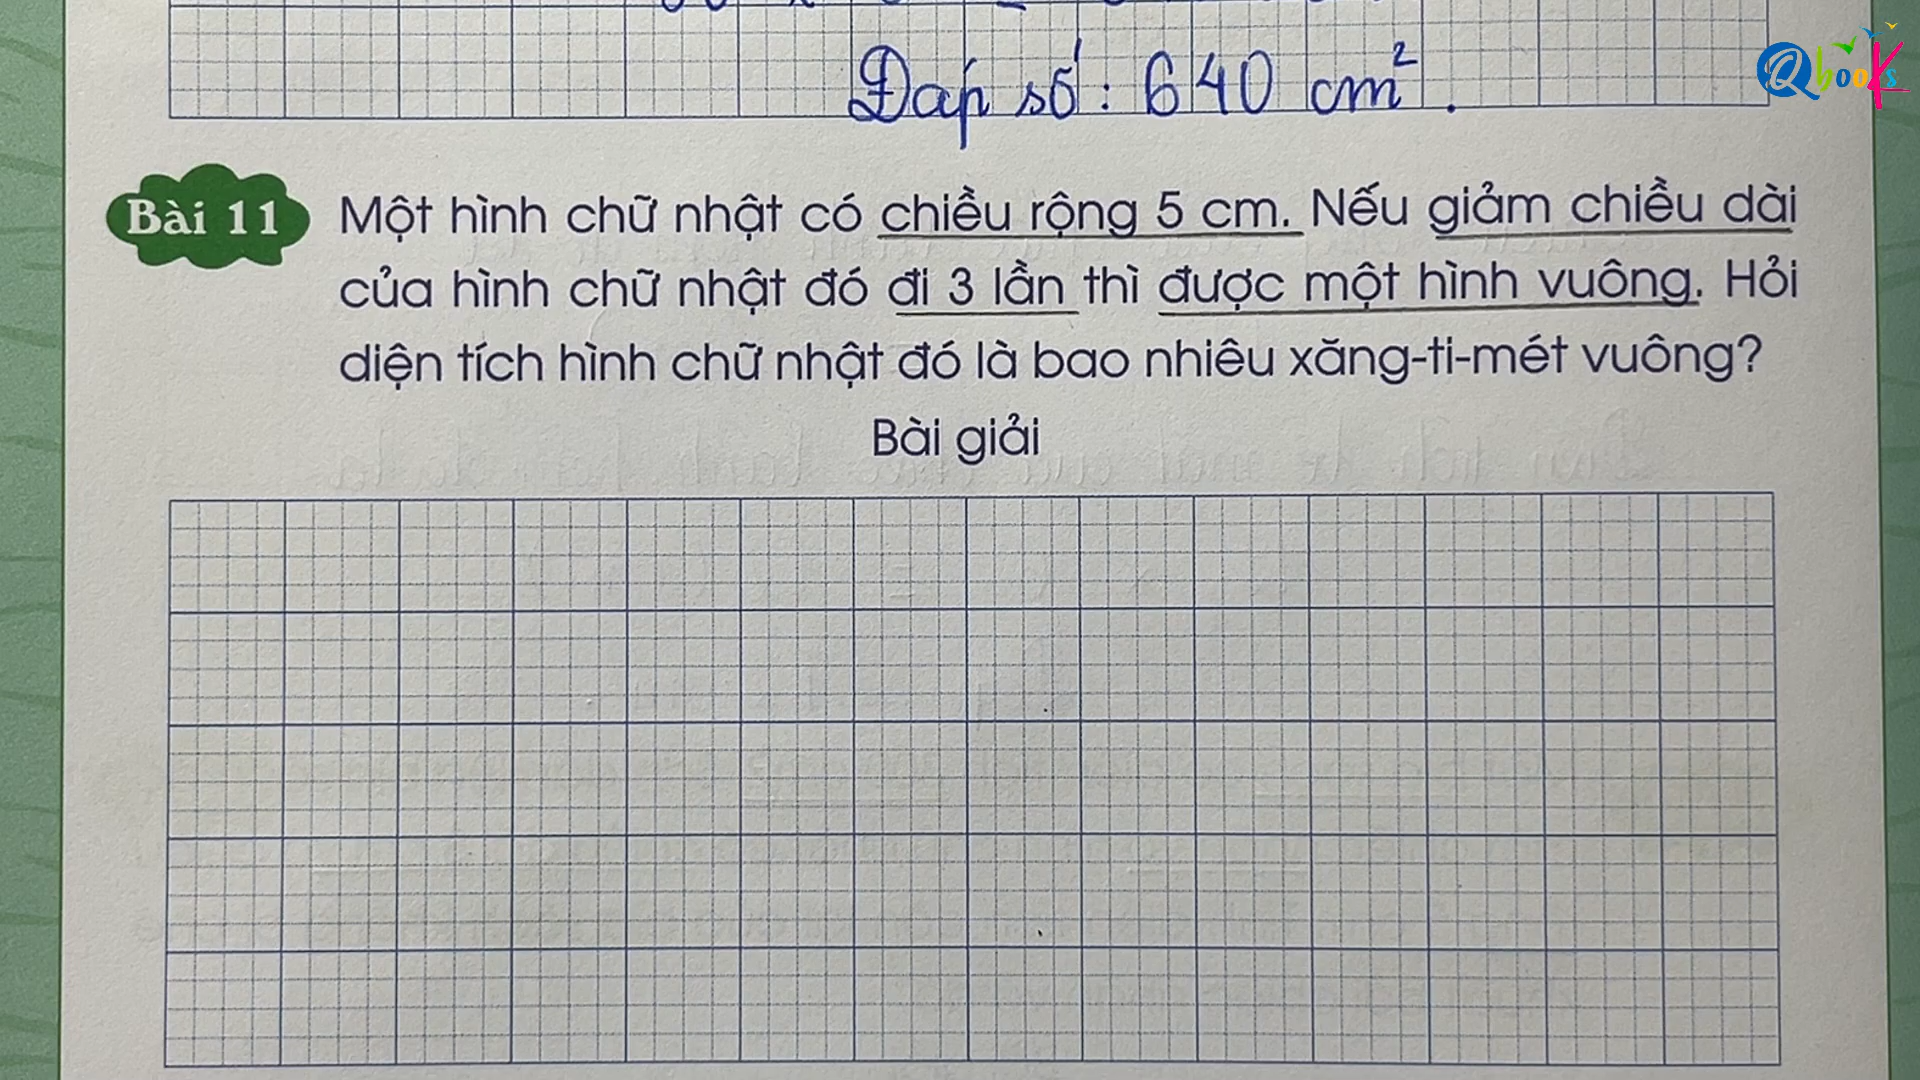 Qbooks
Đáp số: 640 cm².
Bài 11 Một hình chữ nhật có chiều rộng 5 cm. Nếu giảm chiều dài
của hình chữ nhật đó đi 3 lần thì được một hình vuông. Hỏi
diện tích hình chữ nhật đó là bao nhiêu xăng-ti-mét vuông?
Bài giải